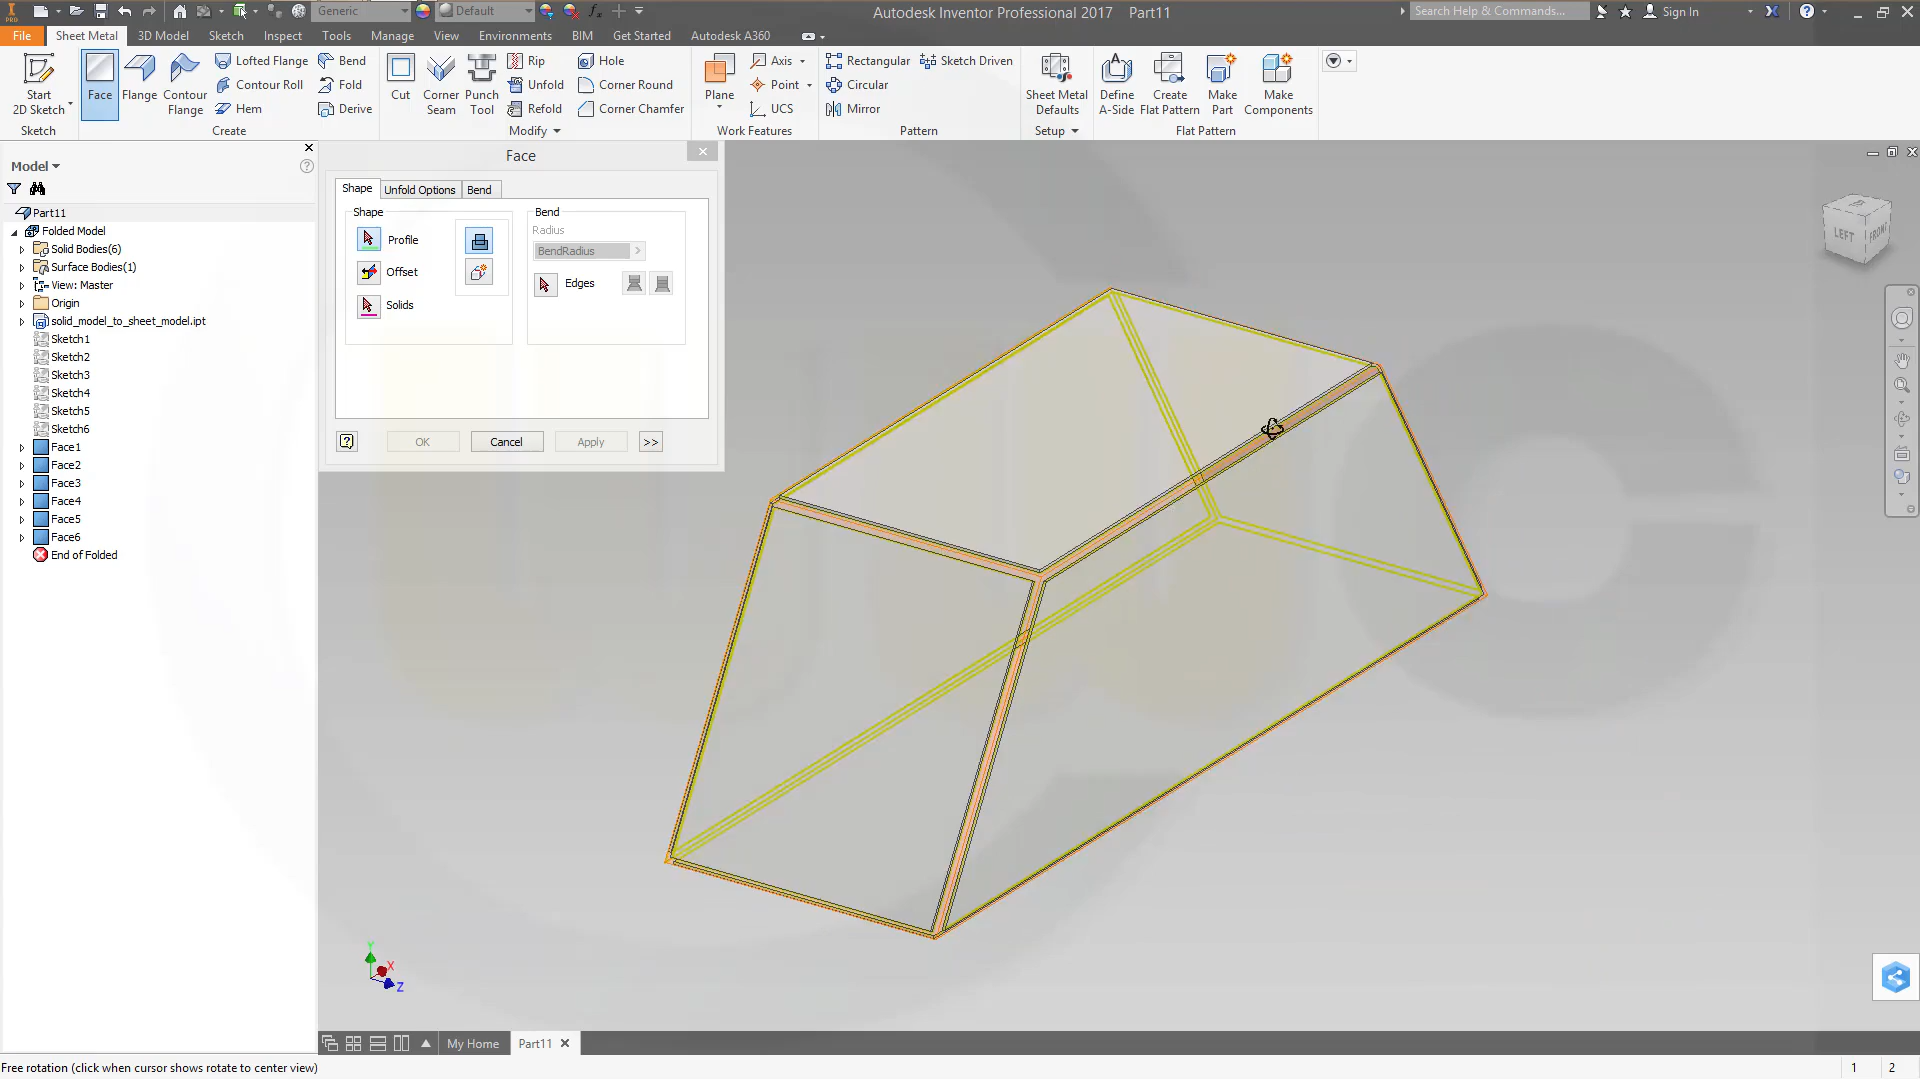 Generic
Default
Autodesk Inventor Professional 2017 Part11
Search Help & Commands...
Sign In
PRO
File
Sheet Metal
3D Model
Sketch
Inspect
Tools
Manage
View
Environments
BIM
Get Started
Autodesk A360
Start
2D Sketch
Face
Flange
Contour
Flange
Lofted Flange
Contour Roll
Hem
Bend
Fold
Derive
Cut
Corner
Seam
Punch
Tool
Rip
Unfold
Refold
Hole
Corner Round
Corner Chamfer
Plane
Axis
Point
UCS
Rectangular
Sketch Driven
Circular
Mirror
Sheet Metal
Defaults
Define
A-Side
Create
Flat Pattern
Make
Part
Make
Components
Sketch
Create
Modify
Work Features
Pattern
Setup
Flat Pattern
Model
Part11
Folded Model
Solid Bodies(6)
Surface Bodies(1)
View: Master
Origin
solid_model_to_sheet_model.ipt
Sketch1
Sketch2
Sketch3
Sketch4
Sketch5
Sketch6
Face1
Face2
Face3
Face4
Face5
Face6
End of Folded
Face
Shape
Unfold Options
Bend
Shape
Profile
Offset
Solids
Bend
Radius
BendRadius
>
Edges
OK
Cancel
Apply
>>
LEFT
FRONT
Y
X
Z
My Home
Part11
Free rotation (click when cursor shows rotate to center view)
1
2